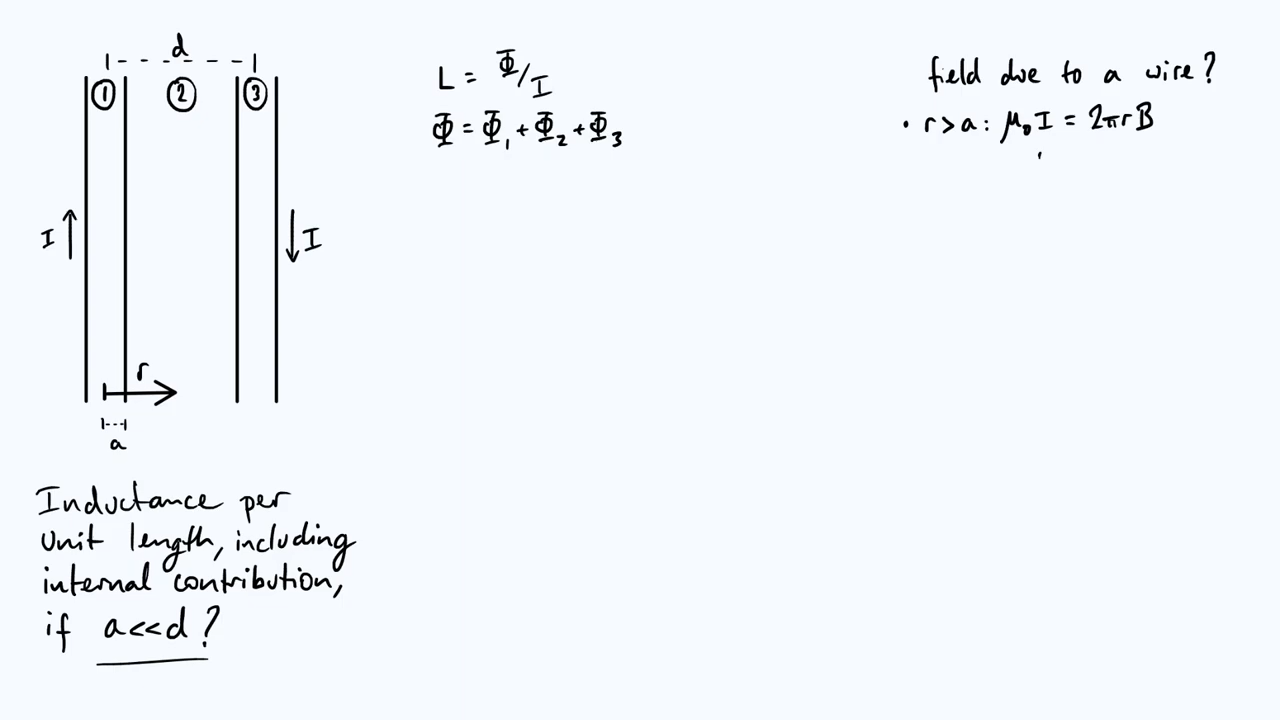 d
① ② ③
I ↑ ↓ I
r
a
Inductance per
unit length, including
internal contribution,
if a<<d?
L = Φ/I
Φ = Φ₁ + Φ₂ + Φ₃
field due to a wire?
• r>a: μ₀I = 2πrB